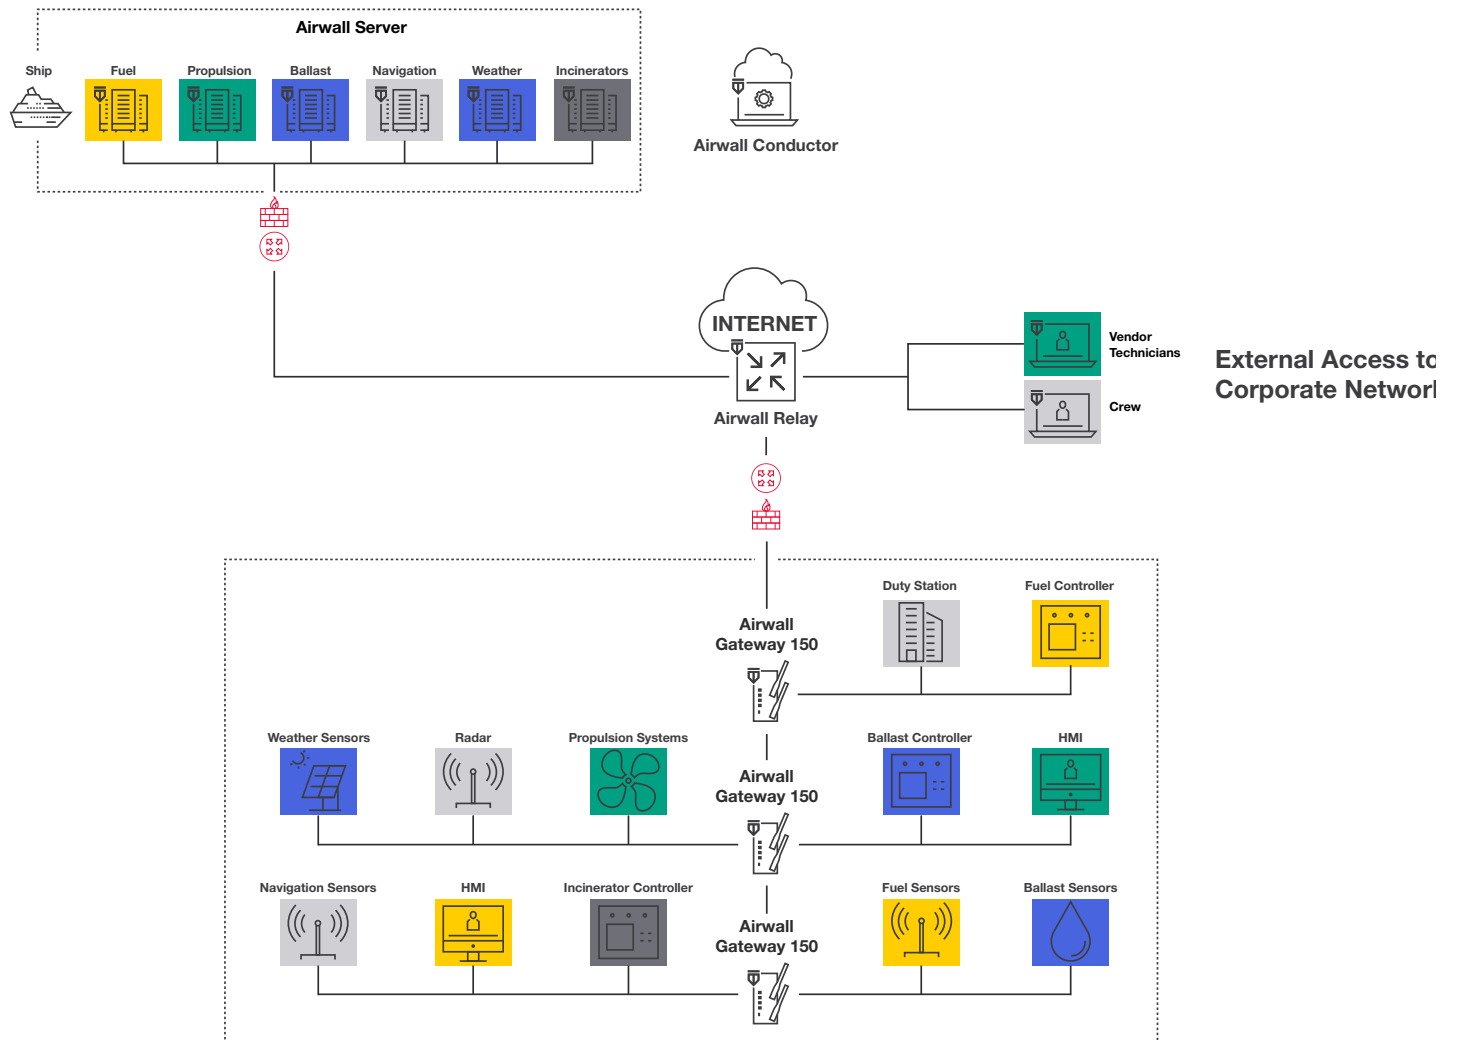 Airwall Server
Ship
Fuel
Propulsion
Ballast
Navigation
Weather
Incinerators
Airwall Conductor
INTERNET
Airwall Relay
Vendor
Technicians
Crew
External Access to
Corporate Networ
Duty Station
Fuel Controller
Airwall
Gateway 150
Weather Sensors
Radar
Propulsion Systems
Ballast Controller
HMI
Airwall
Gateway 150
Navigation Sensors
HMI
Incinerator Controller
Fuel Sensors
Ballast Sensors
Airwall
Gateway 150